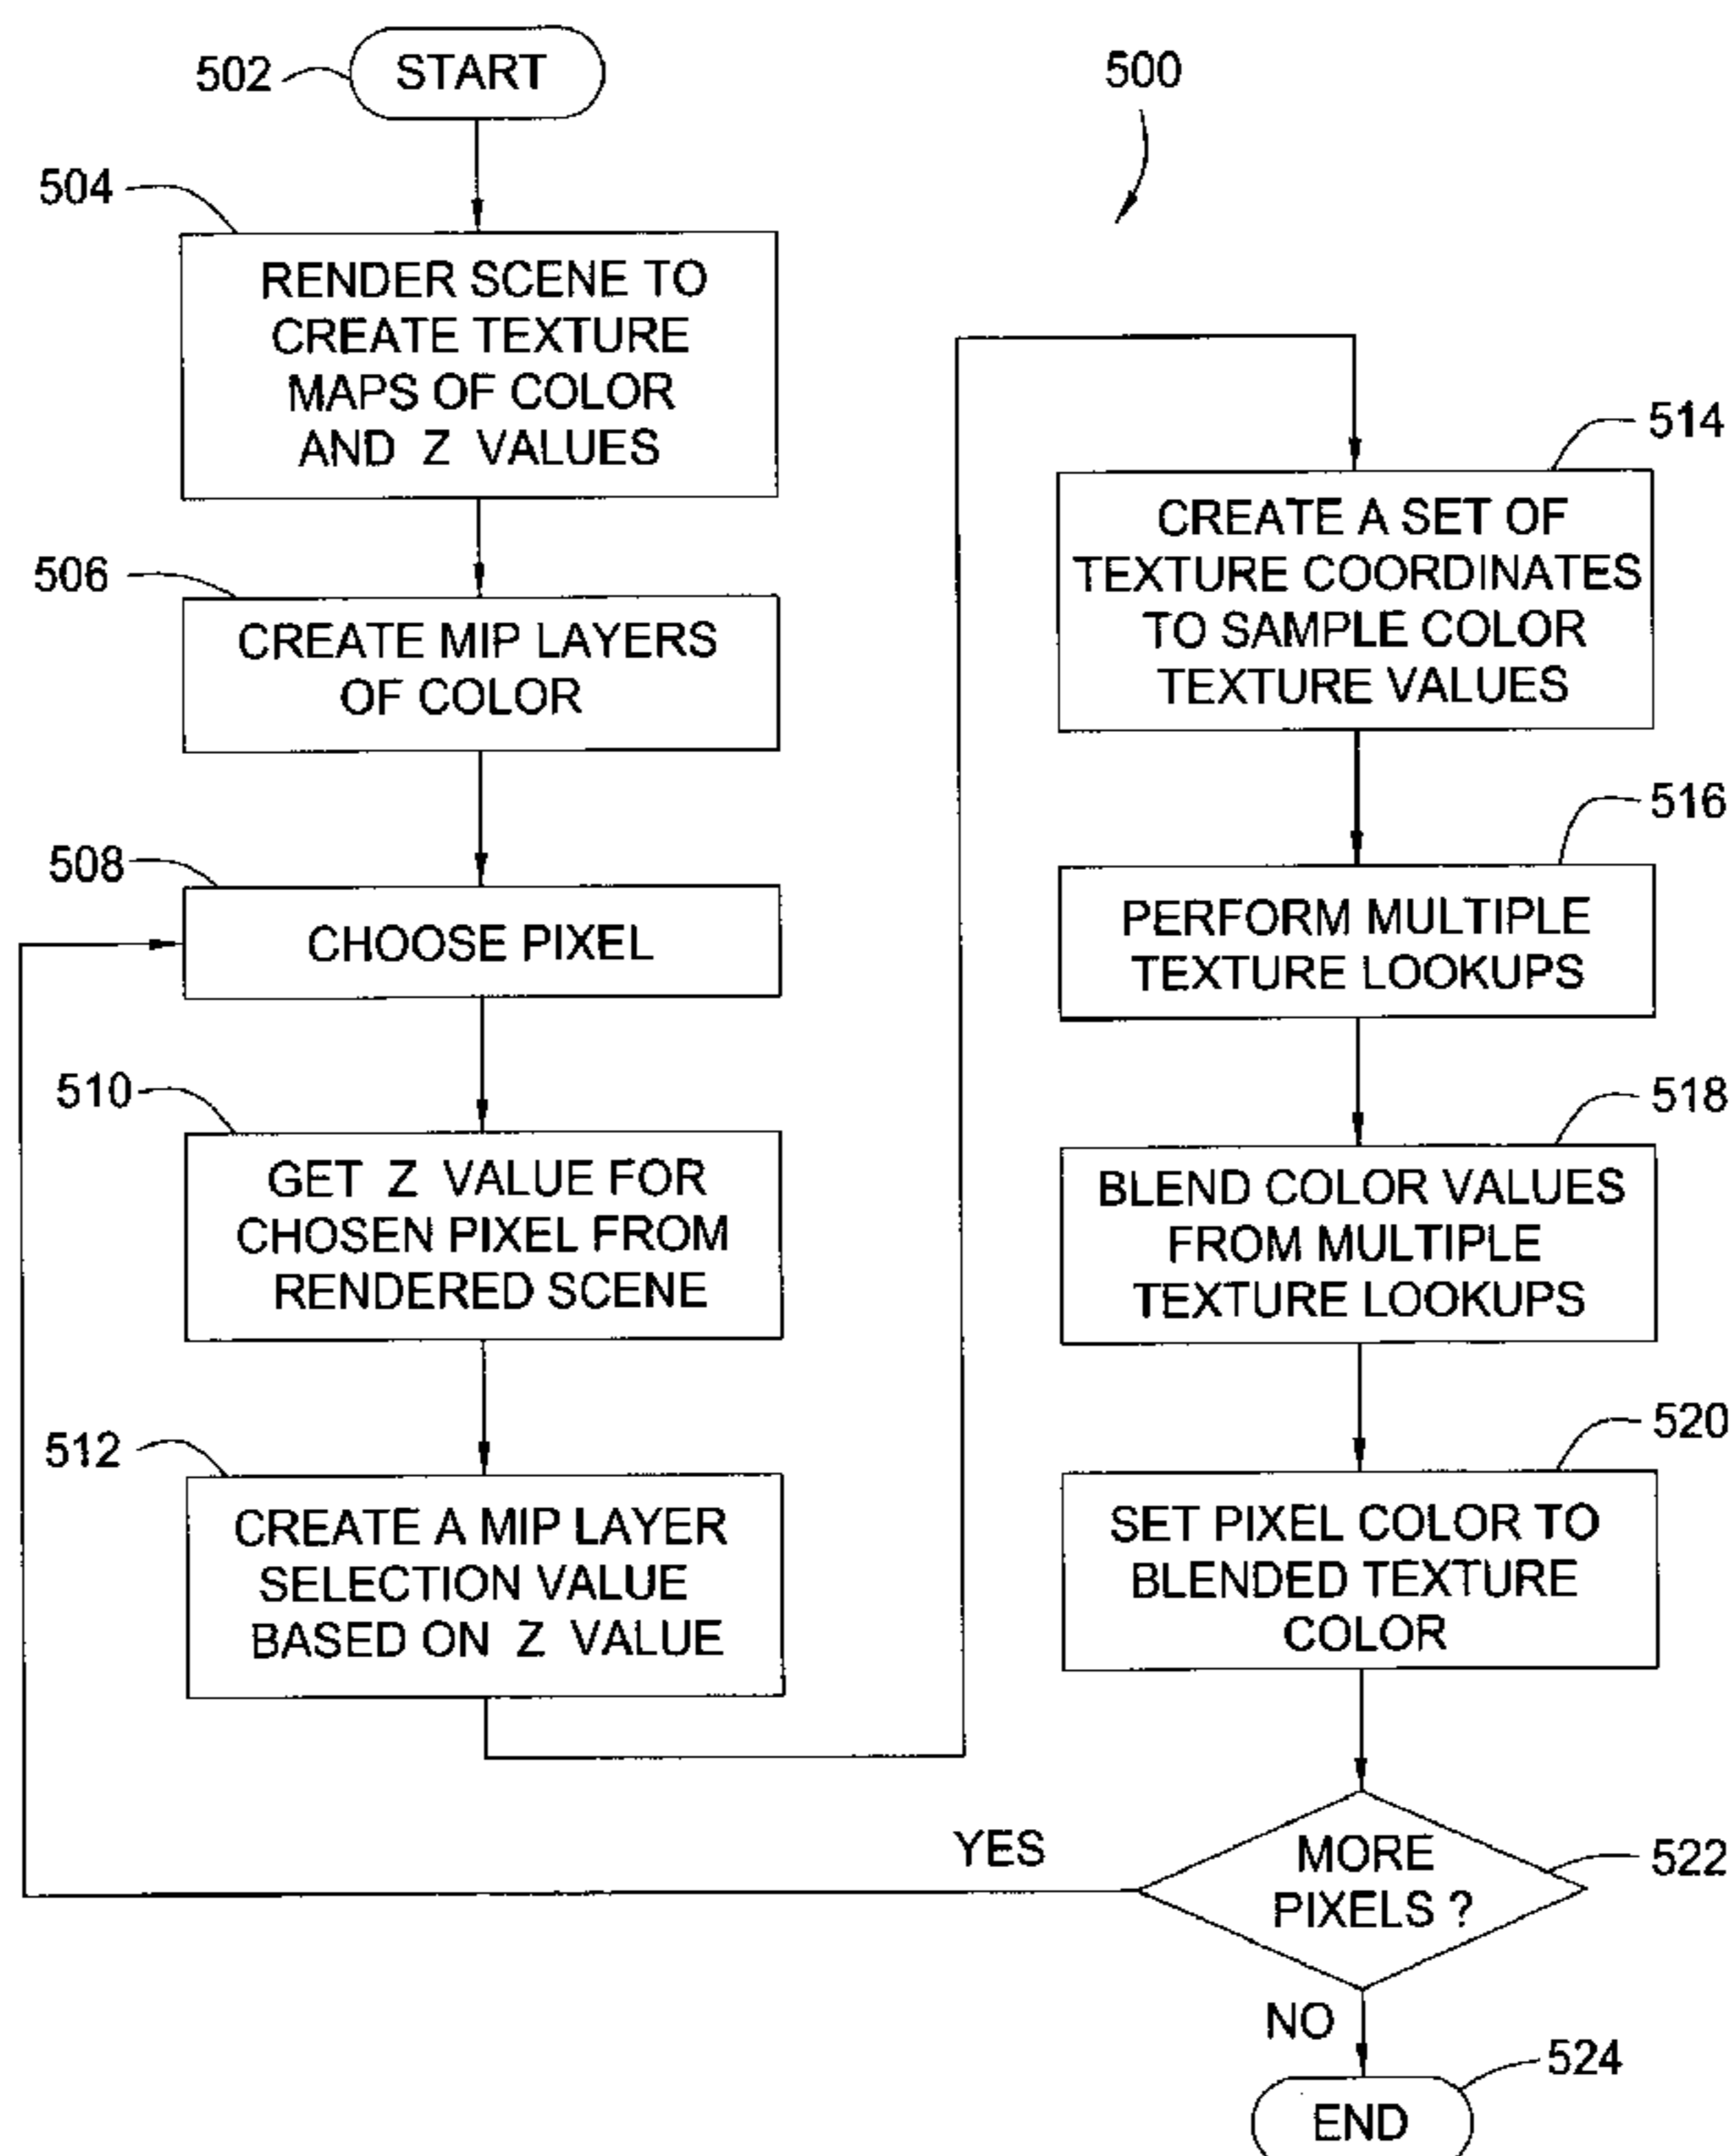 502
START
500
504
RENDER SCENE TO
CREATE TEXTURE
MAPS OF COLOR
AND Z VALUES
506
CREATE MIP LAYERS
OF COLOR
508
CHOOSE PIXEL
510
GET Z VALUE FOR
CHOSEN PIXEL FROM
RENDERED SCENE
512
CREATE A MIP LAYER
SELECTION VALUE
BASED ON Z VALUE
514
CREATE A SET OF
TEXTURE COORDINATES
TO SAMPLE COLOR
TEXTURE VALUES
516
PERFORM MULTIPLE
TEXTURE LOOKUPS
518
BLEND COLOR VALUES
FROM MULTIPLE
TEXTURE LOOKUPS
520
SET PIXEL COLOR TO
BLENDED TEXTURE
COLOR
522
MORE
PIXELS ?
YES
NO
524
END